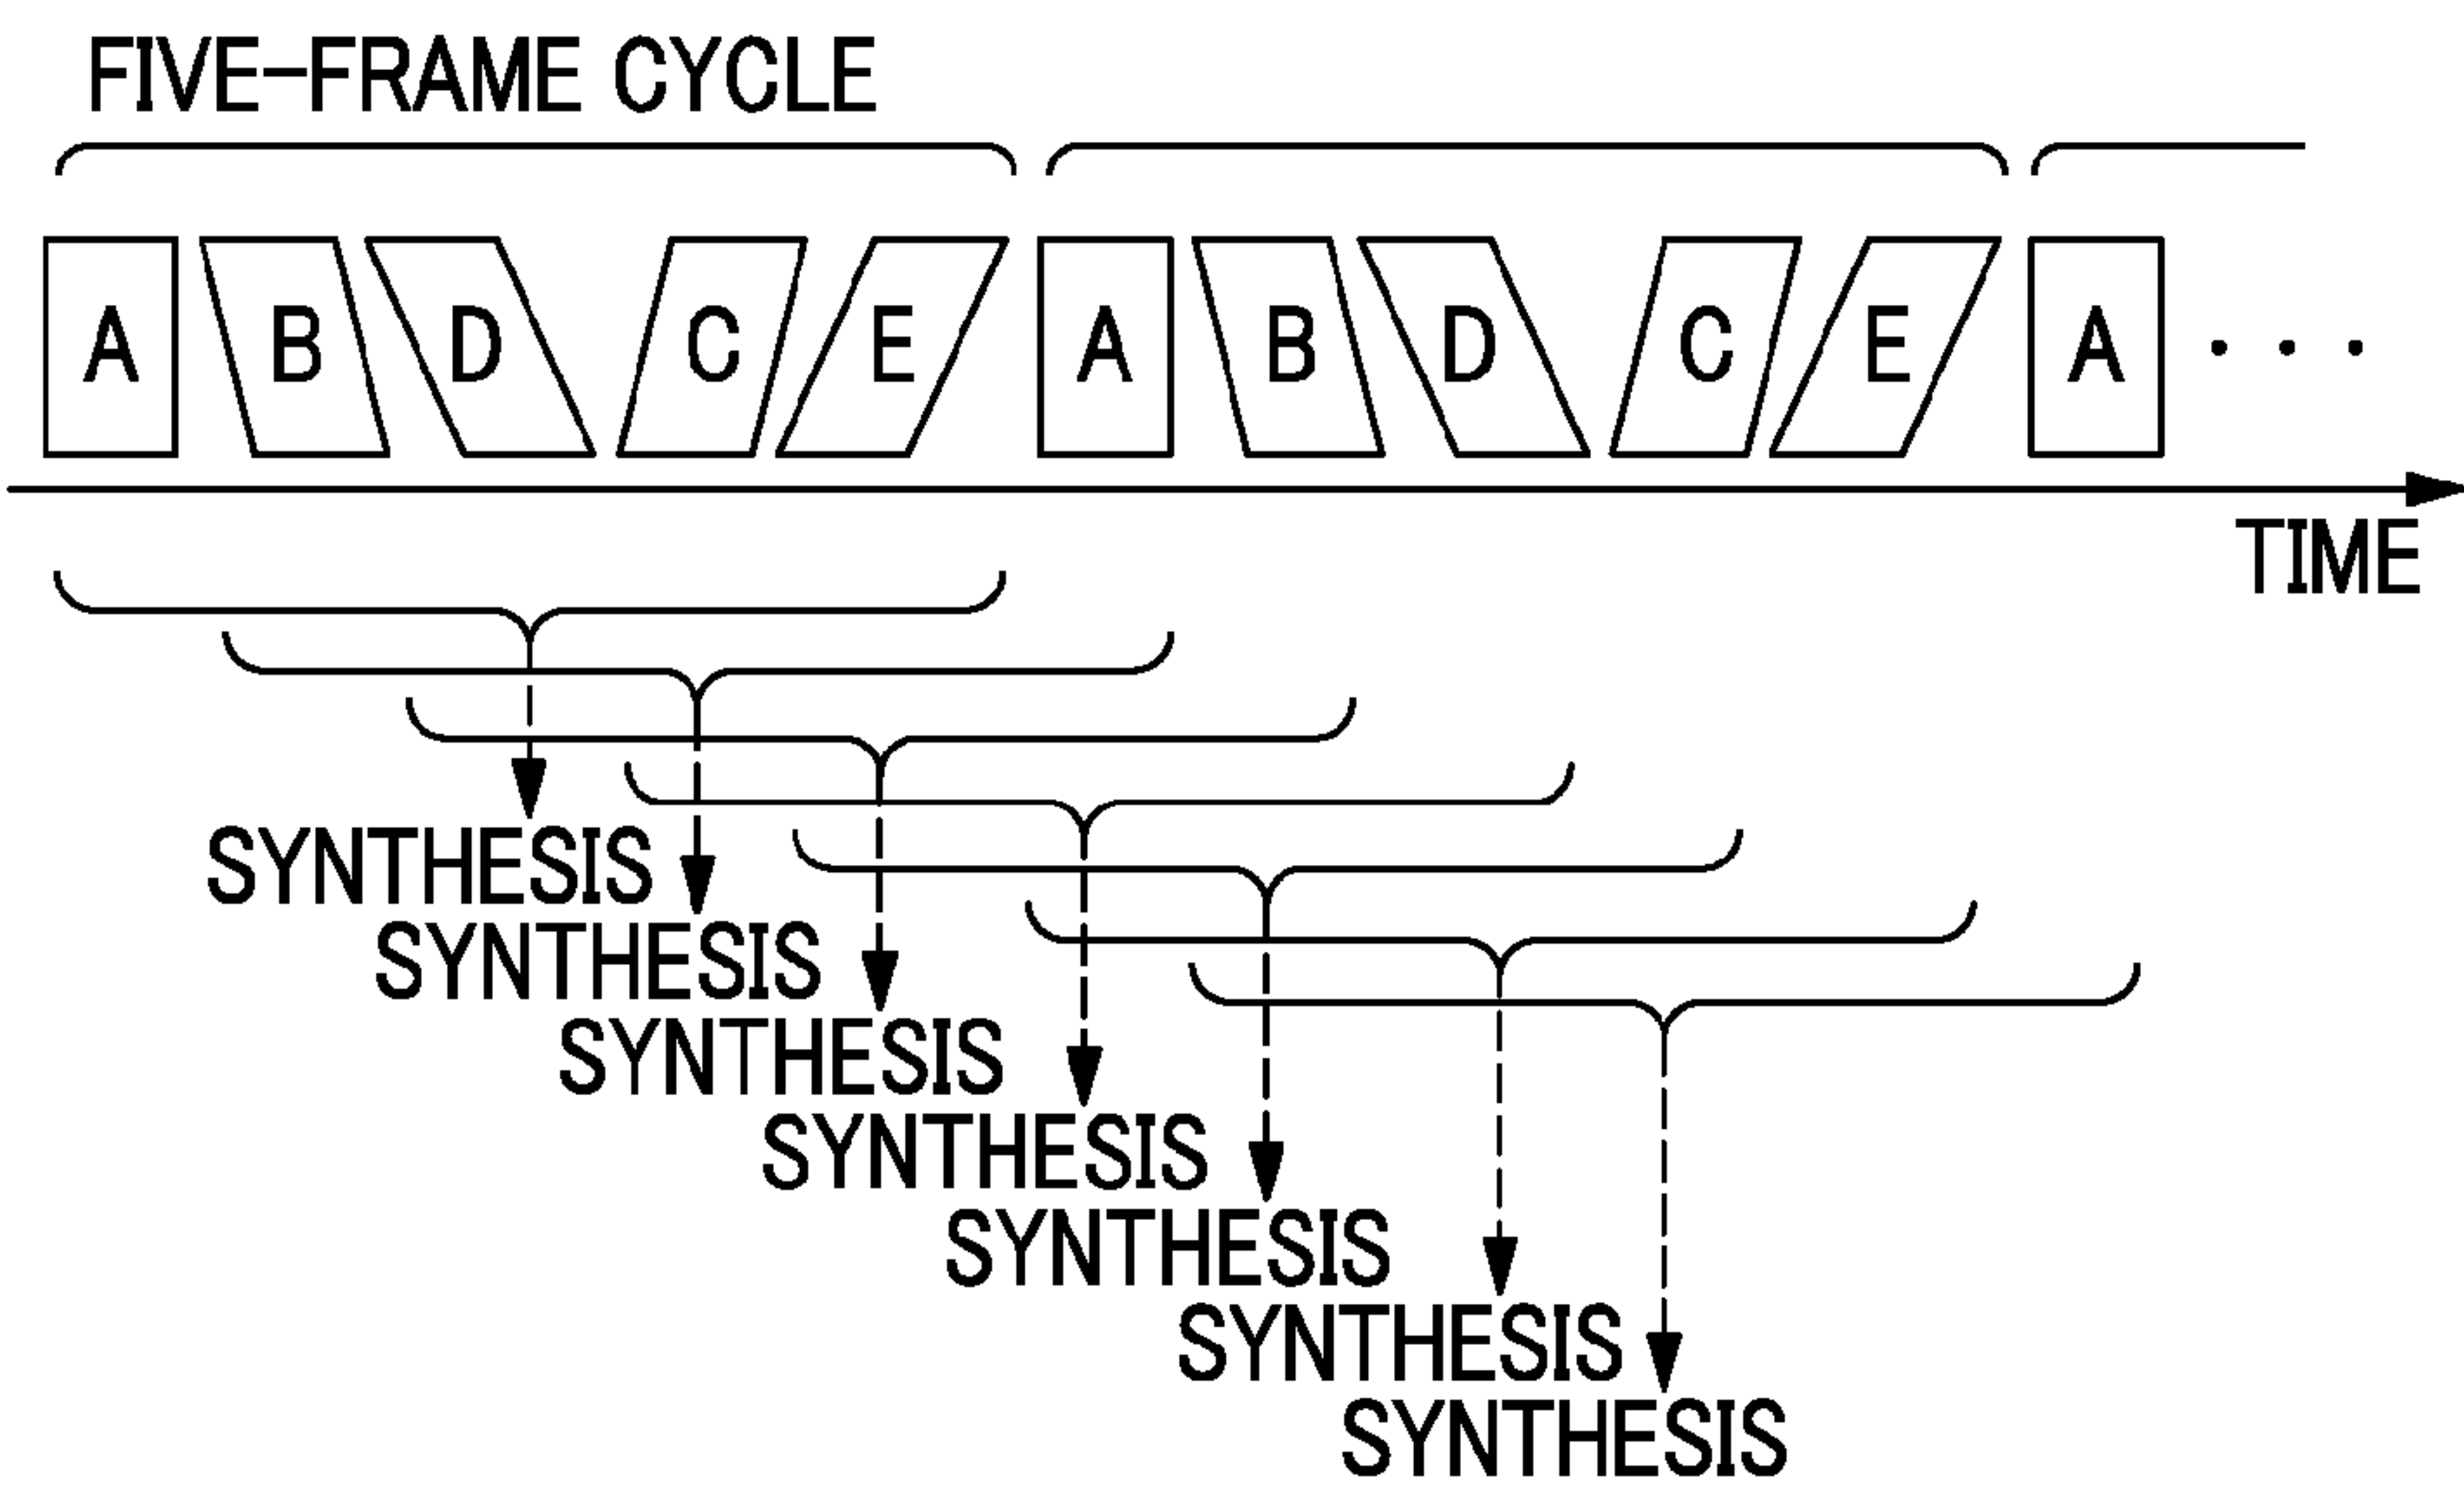 FIVE-FRAME CYCLE
A B D C E A B D C E A . . .
TIME
SYNTHESIS
SYNTHESIS
SYNTHESIS
SYNTHESIS
SYNTHESIS
SYNTHESIS
SYNTHESIS